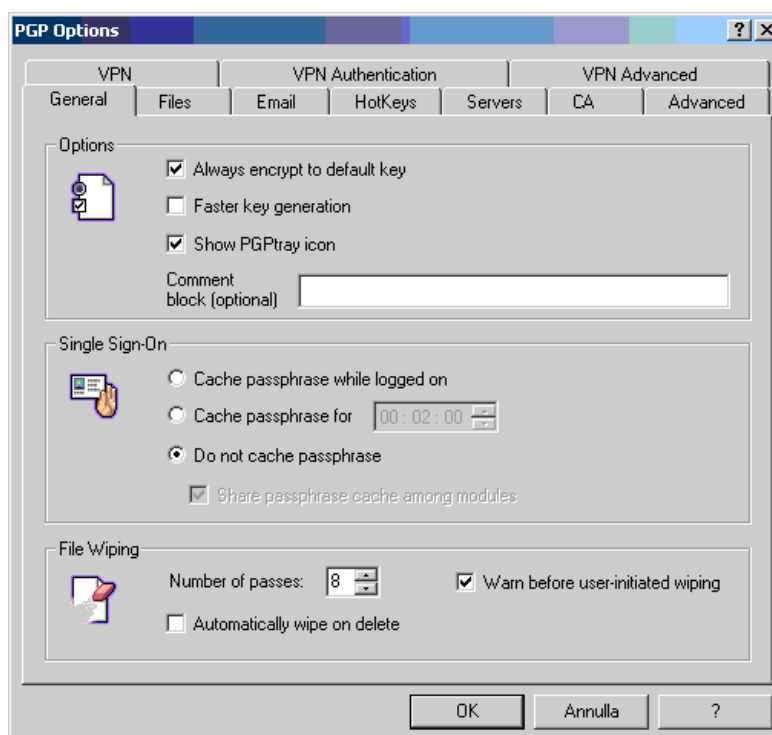 PGP Options
VPN VPN Authentication VPN Advanced
General Files Email HotKeys Servers CA Advanced
Options
Always encrypt to default key
Faster key generation
Show PGPtray icon
Comment
block (optional)
Single Sign-On
Cache passphrase while logged on
Cache passphrase for 00 : 02 : 00
Do not cache passphrase
Share passphrase cache among modules
File Wiping
Number of passes: 8 Warn before user-initiated wiping
Automatically wipe on delete
OK Annulla ?